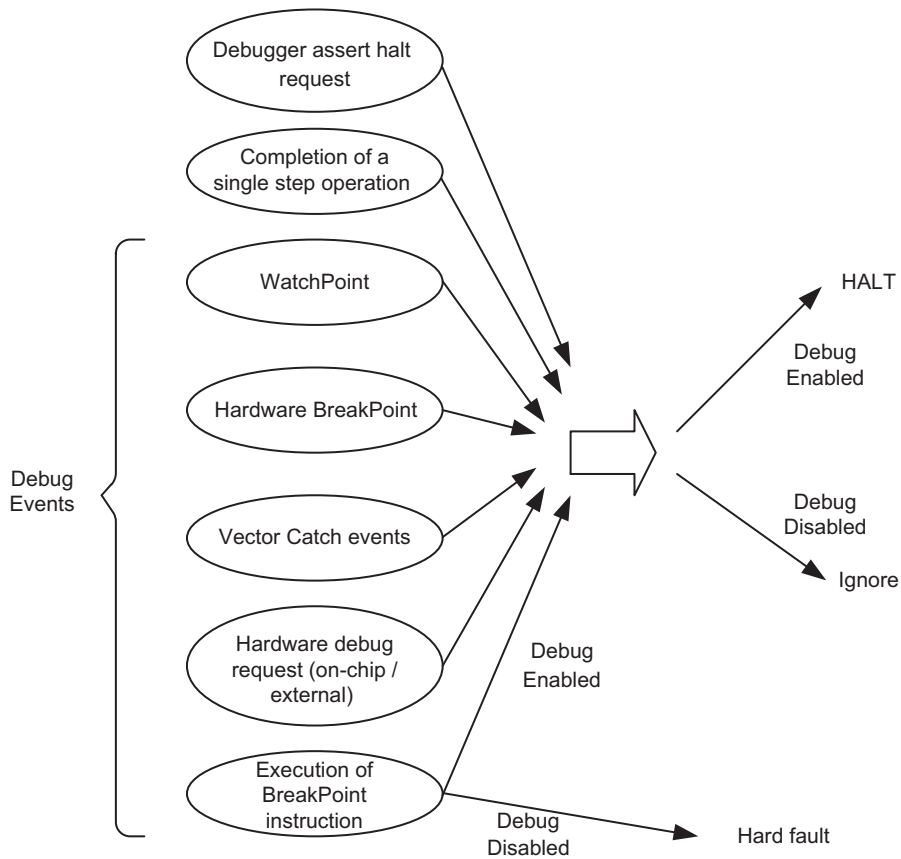 Debugger assert halt
request
Completion of a
single step operation
WatchPoint
Hardware BreakPoint
Vector Catch events
Hardware debug
request (on-chip /
external)
Execution of
BreakPoint
instruction
Debug
Events
HALT
Debug
Enabled
Debug
Disabled
Ignore
Debug
Enabled
Debug
Disabled
Hard fault